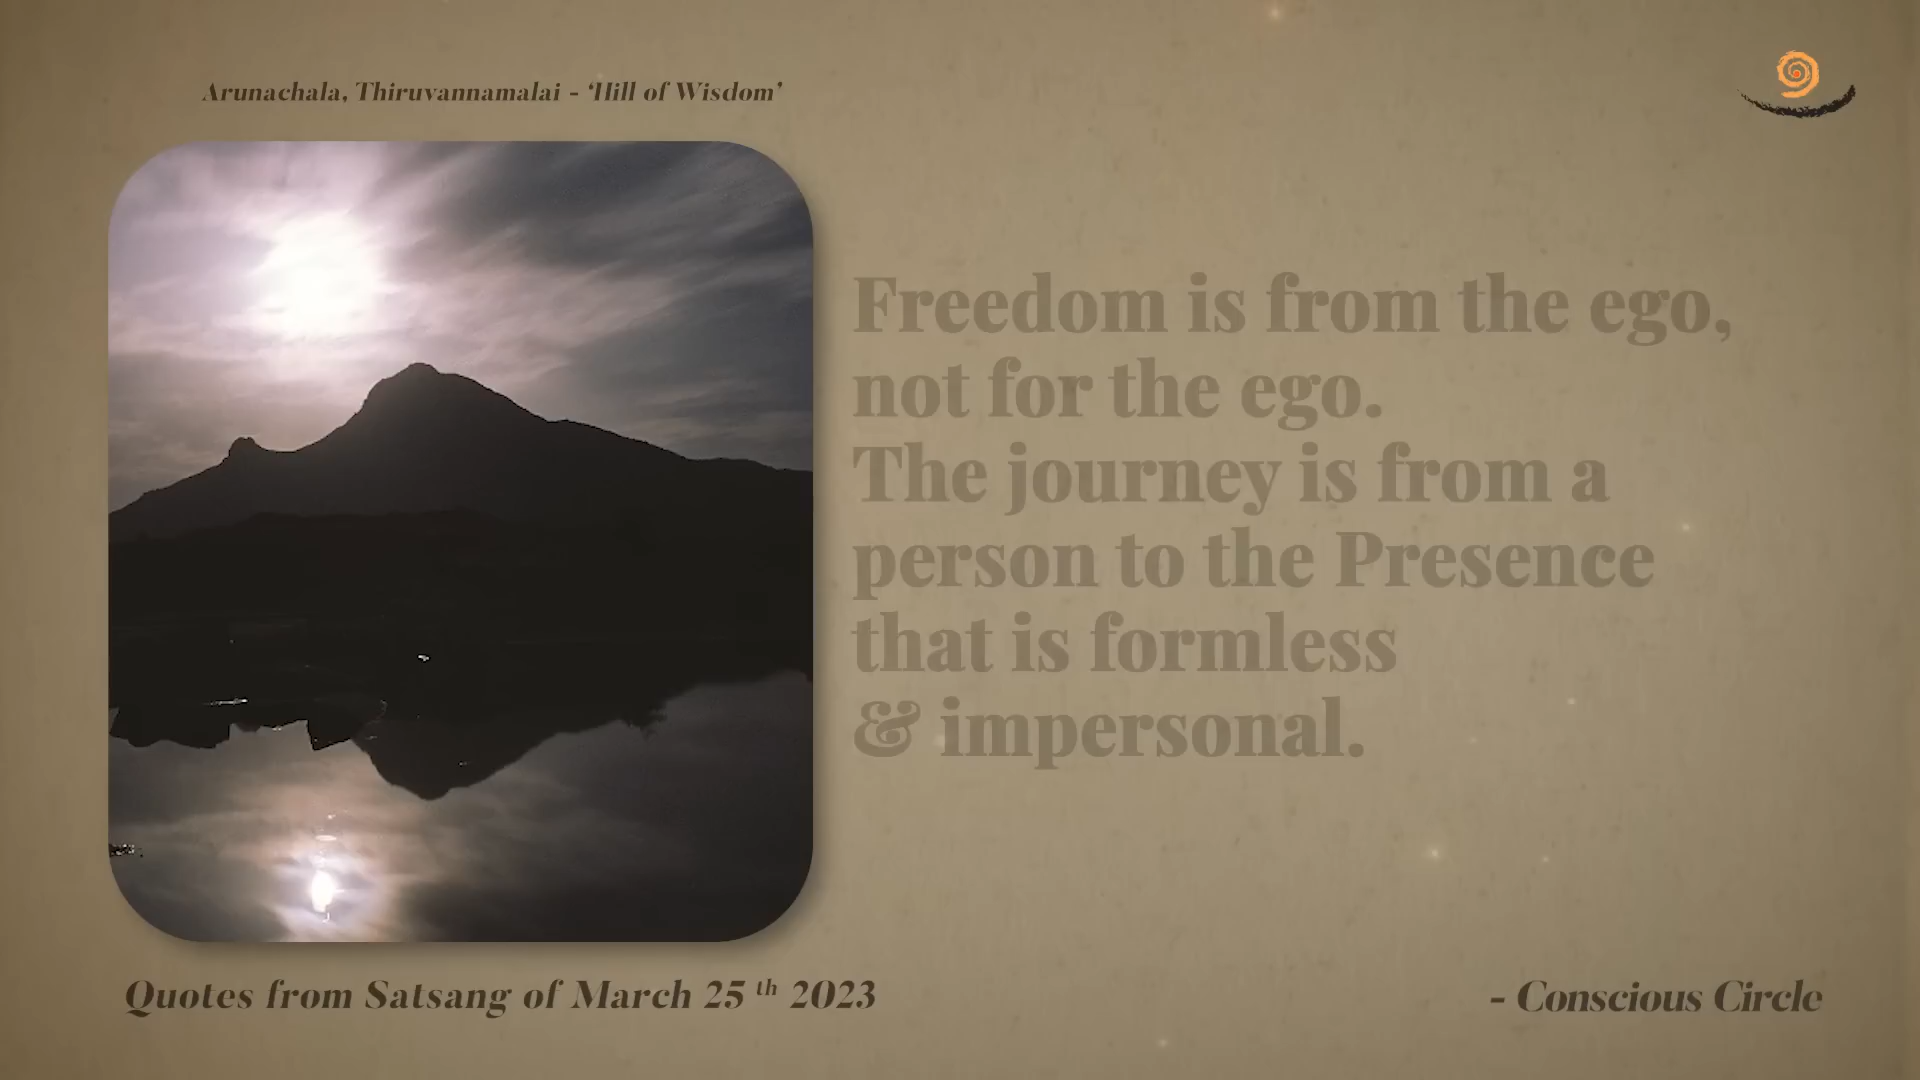 Arunachala, Thiruvannamalai - ‘Hill of Wisdom’
Freedom is from the ego,
not for the ego.
The journey is from a
person to the Presence
that is formless
& impersonal.
Quotes from Satsang of March 25 th 2023
- Conscious Circle